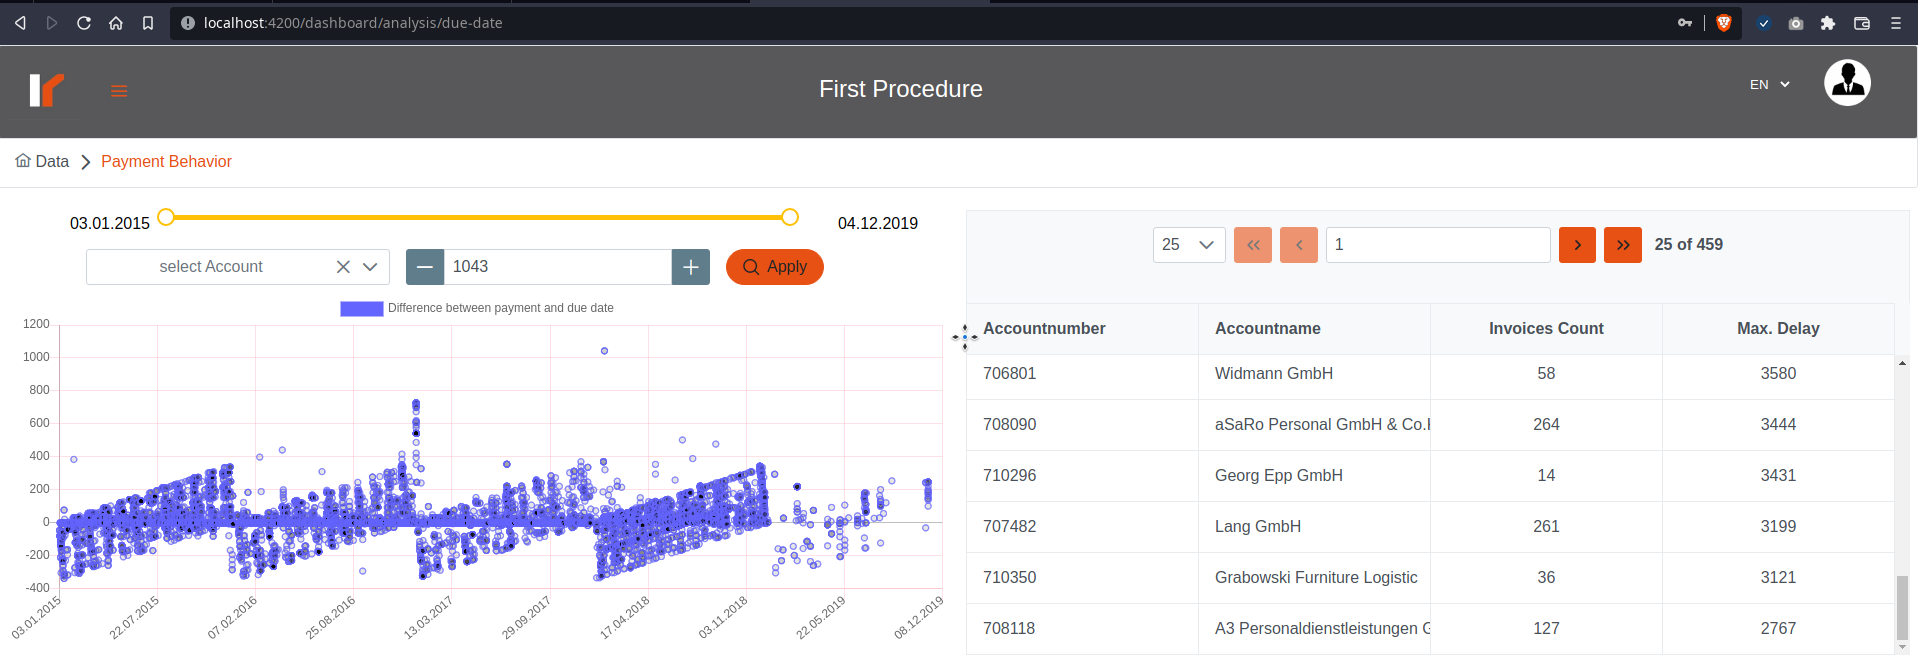 localhost:4200/dashboard/analysis/due-date
First Procedure
EN
Data
Payment Behavior
03.01.2015
04.12.2019
select Account
1043
Apply
Difference between payment and due date
1200
1000
800
600
400
200
0
-200
-400
03.01.2015
22.07.2015
07.02.2016
25.08.2016
13.03.2017
29.09.2017
17.04.2018
03.11.2018
22.05.2019
08.12.2019
25
1
25 of 459
Accountnumber Accountname Invoices Count Max. Delay
706801 Widmann GmbH 58 3580
708090 aSaRo Personal GmbH & Co. 264 3444
710296 Georg Epp GmbH 14 3431
707482 Lang GmbH 261 3199
710350 Grabowski Furniture Logistic 36 3121
708118 A3 Personaldienstleistungen 127 2767